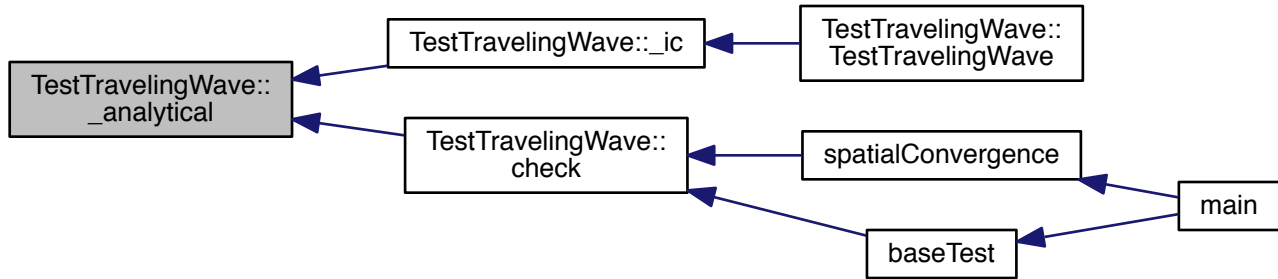 TestTravelingWave::
_analytical
TestTravelingWave::_ic
TestTravelingWave::
TestTravelingWave
TestTravelingWave::
check
spatialConvergence
baseTest
main